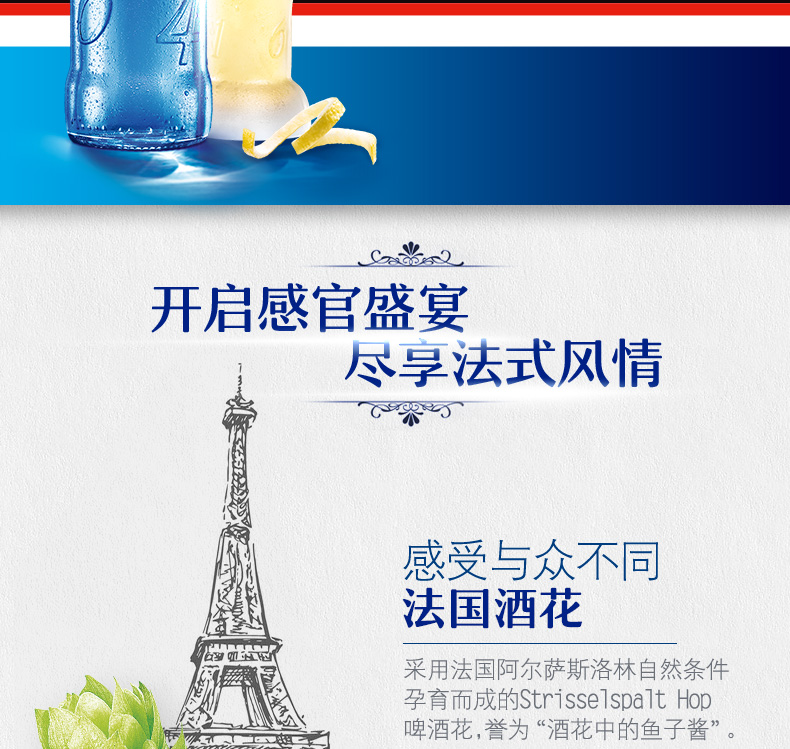 开启感官盛宴
尽享法式风情
感受与众不同
法国酒花
采用法国阿尔萨斯洛林自然条件
孕育而成的Strisselspalt Hop
啤酒花,誉为“酒花中的鱼子酱”。